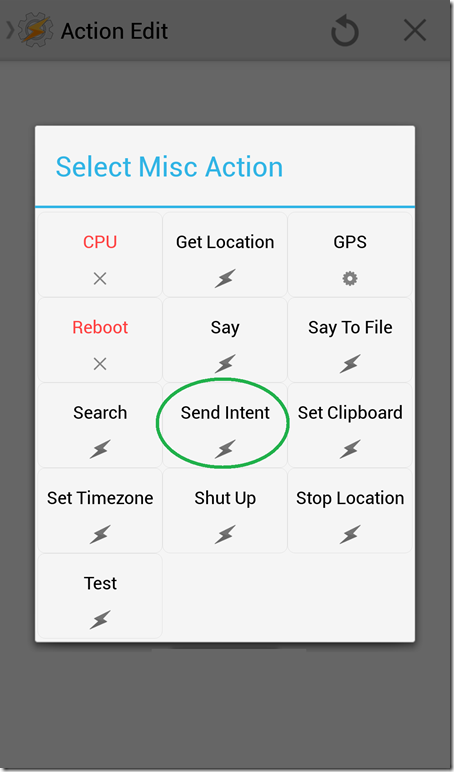 Action Edit
Select Misc Action
CPU Get Location GPS
Reboot Say Say To File
Search Send Intent Set Clipboard
Set Timezone Shut Up Stop Location
Test